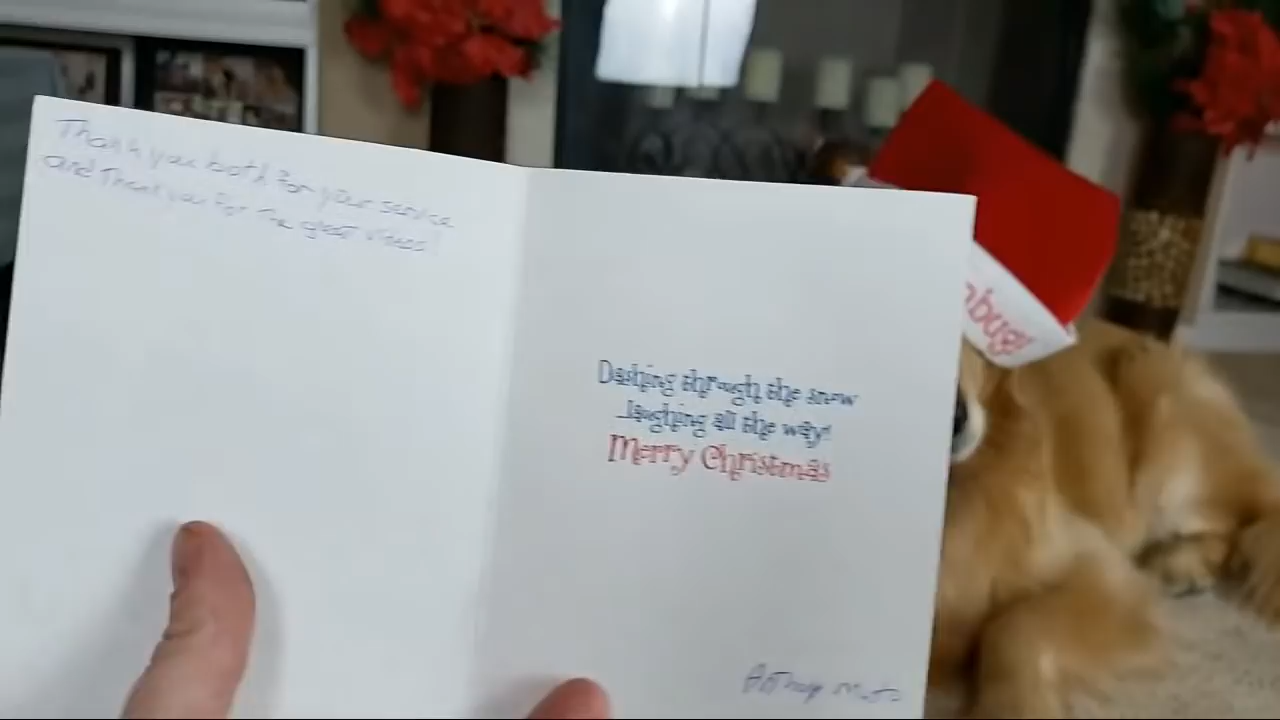 Thank you both for your service
and Thank you for the great videos!
Dashing through the snow
laughing all the way!
Merry Christmas
bug!